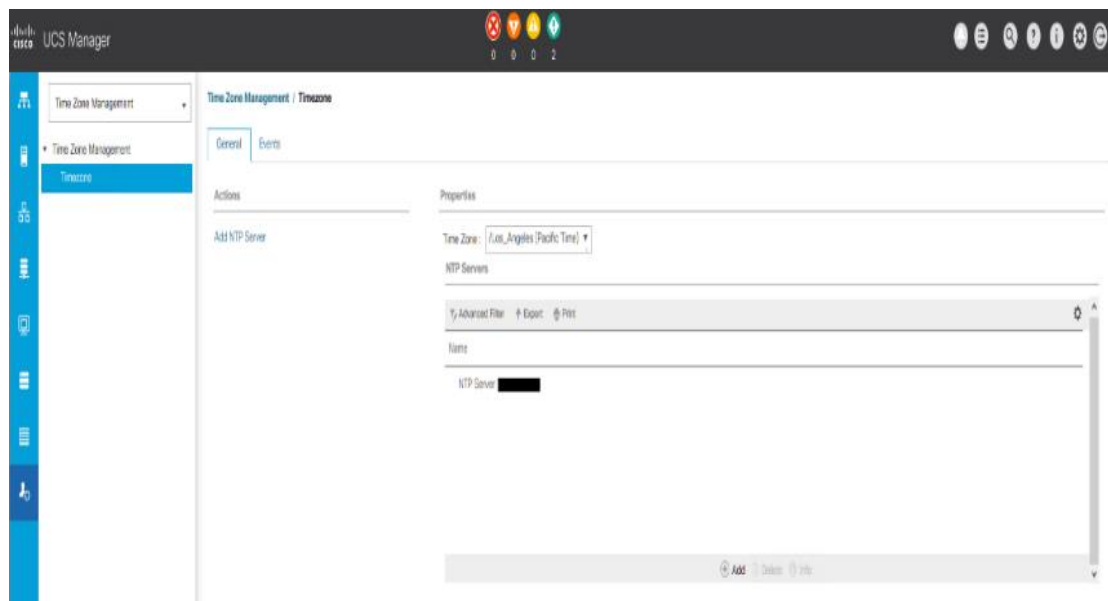 cisco UCS Manager
0 0 0 2
Time Zone Management
Time Zone Management / Timezone
Time Zone Management
Timezone
General Events
Actions
Properties
Add NTP Server
Time Zone : /Los_Angeles (Pacific Time)
NTP Servers
Advanced Filter Export Print
Name
NTP Server
Add Delete Info